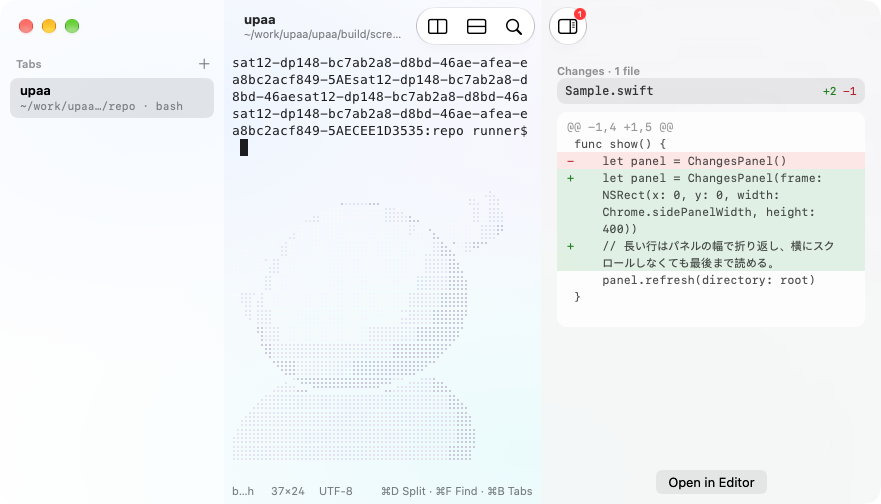 upaa
~/work/upaa/upaa/build/scre…
1
Tabs
upaa
~/work/upaa…/repo · bash
sat12-dp148-bc7ab2a8-d8bd-46ae-afea-e
a8bc2acf849-5AEsat12-dp148-bc7ab2a8-d
8bd-46aesat12-dp148-bc7ab2a8-d8bd-46a
sat12-dp148-bc7ab2a8-d8bd-46ae-afea-e
a8bc2acf849-5AECEE1D3535:repo runner$
b…h 37×24 UTF-8 ⌘D Split · ⌘F Find · ⌘B Tabs
Changes · 1 file
Sample.swift +2 −1
@@ −1,4 +1,5 @@
func show() {
− let panel = ChangesPanel()
+ let panel = ChangesPanel(frame:
NSRect(x: 0, y: 0, width:
Chrome.sidePanelWidth, height:
400))
+ // 長い行はパネルの幅で折り返し、横にスク
ロールしなくても最後まで読める。
panel.refresh(directory: root)
}
Open in Editor